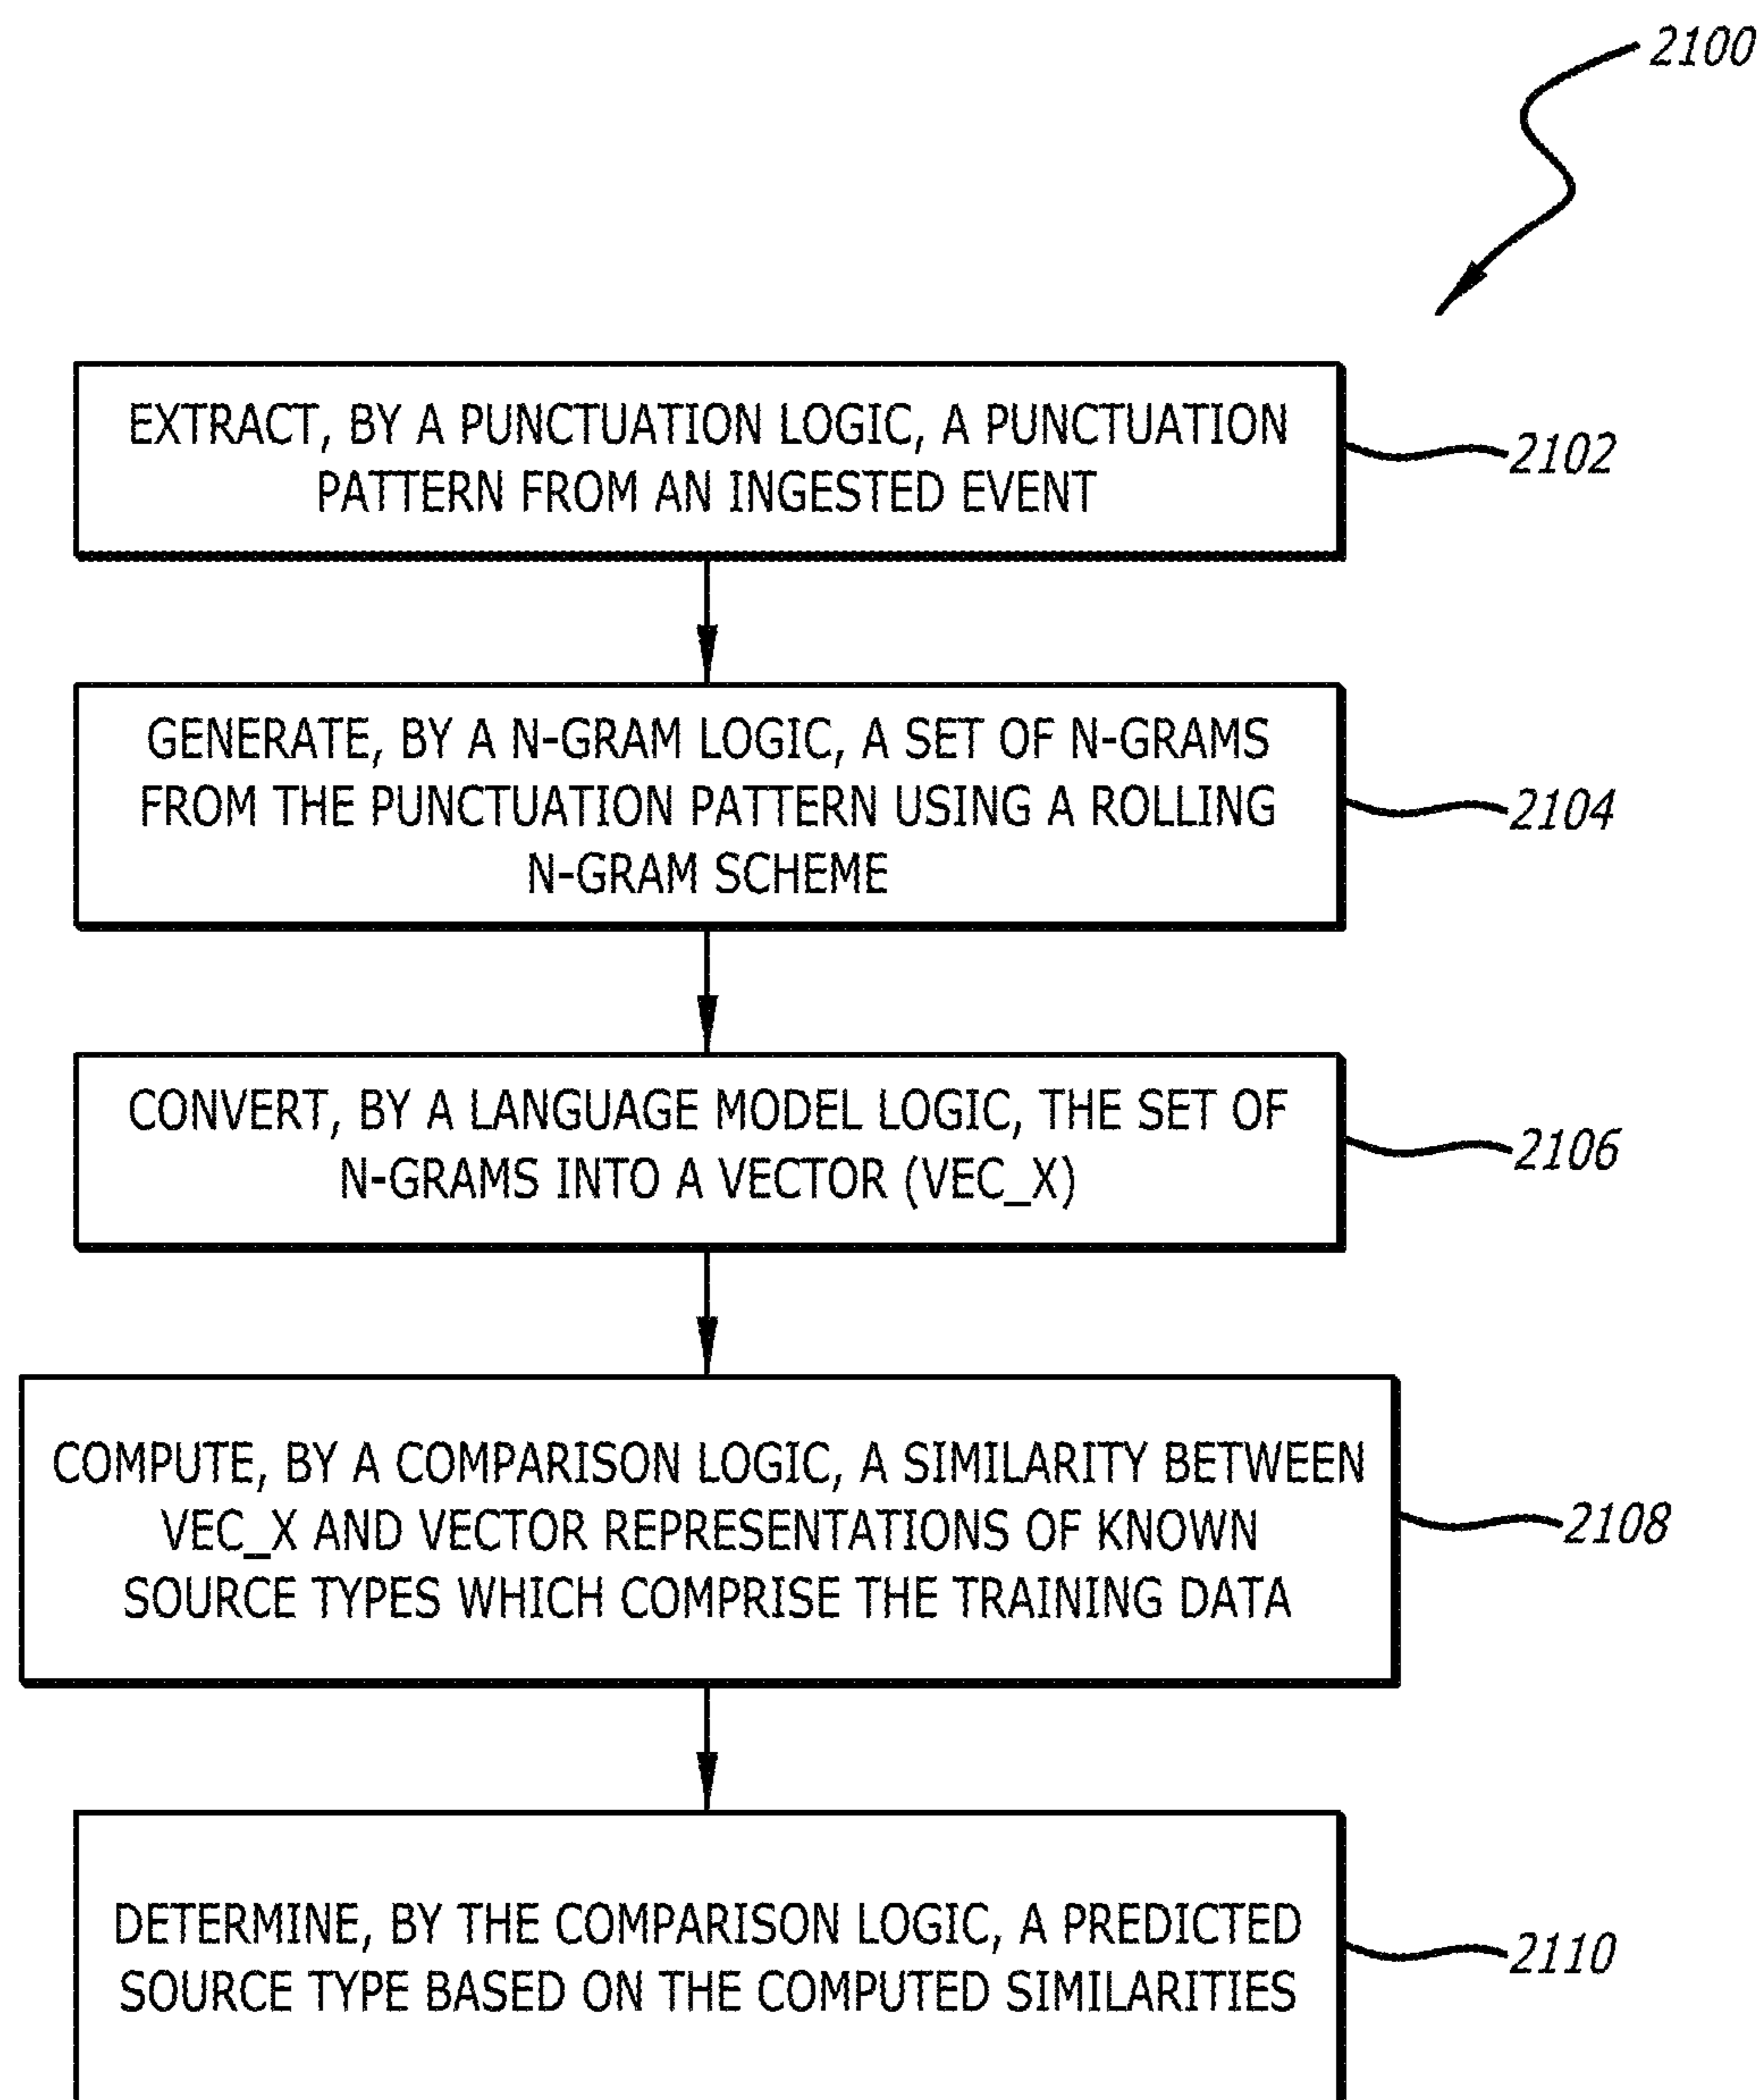 2100
EXTRACT, BY A PUNCTUATION LOGIC, A PUNCTUATION
PATTERN FROM AN INGESTED EVENT
2102
GENERATE, BY A N-GRAM LOGIC, A SET OF N-GRAMS
FROM THE PUNCTUATION PATTERN USING A ROLLING
N-GRAM SCHEME
2104
CONVERT, BY A LANGUAGE MODEL LOGIC, THE SET OF
N-GRAMS INTO A VECTOR (VEC_X)
2106
COMPUTE, BY A COMPARISON LOGIC, A SIMILARITY BETWEEN
VEC_X AND VECTOR REPRESENTATIONS OF KNOWN
SOURCE TYPES WHICH COMPRISE THE TRAINING DATA
2108
DETERMINE, BY THE COMPARISON LOGIC, A PREDICTED
SOURCE TYPE BASED ON THE COMPUTED SIMILARITIES
2110